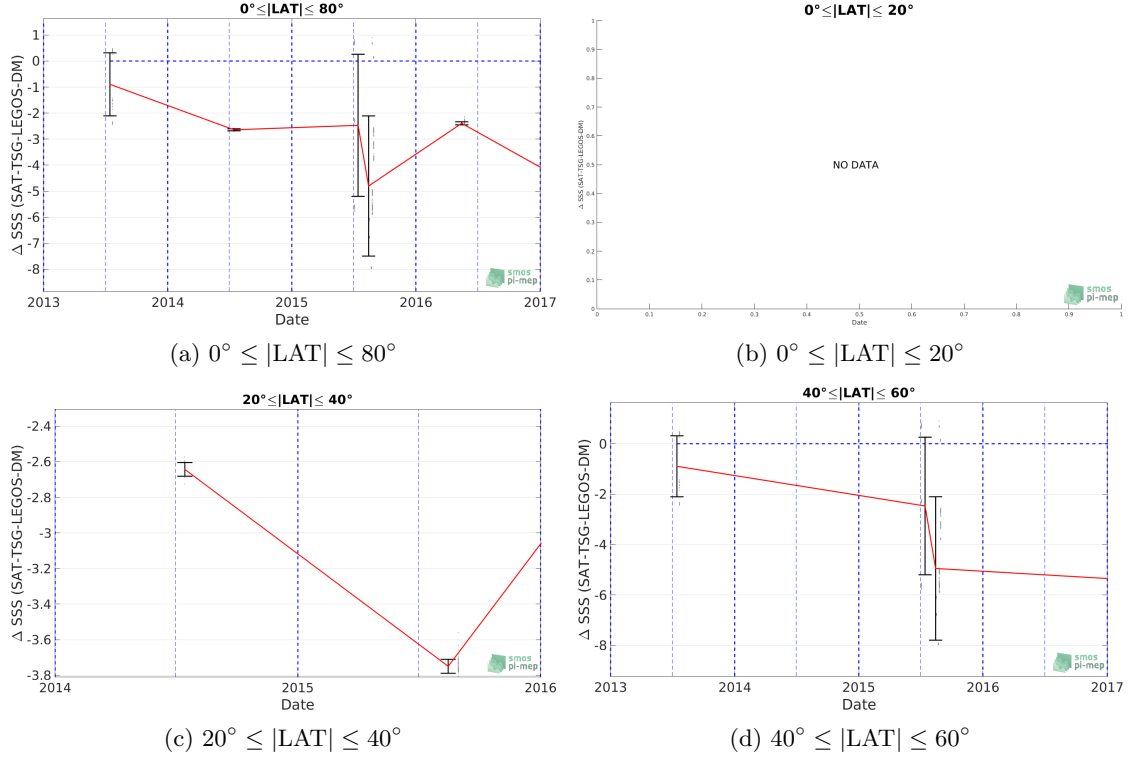 0°≤|LAT|≤ 80°
1
0
-1
-2
-3
-4
-5
-6
-7
-8
Δ SSS (SAT-TSG-LEGOS-DM)
2013 2014 2015 2016 2017
Date
smos
pi-mep
(a) 0° ≤ |LAT| ≤ 80°
0°≤|LAT|≤ 20°
1
0.9
0.8
0.7
0.6
0.5
0.4
0.3
0.2
0.1
0
Δ SSS (SAT-TSG-LEGOS-DM)
NO DATA
0 0.1 0.2 0.3 0.4 0.5 0.6 0.7 0.8 0.9 1
Date
smos
pi-mep
(b) 0° ≤ |LAT| ≤ 20°
20°≤|LAT|≤ 40°
-2.4
-2.6
-2.8
-3
-3.2
-3.4
-3.6
-3.8
Δ SSS (SAT-TSG-LEGOS-DM)
2014 2015 2016
Date
smos
pi-mep
(c) 20° ≤ |LAT| ≤ 40°
40°≤|LAT|≤ 60°
0
-2
-4
-6
-8
Δ SSS (SAT-TSG-LEGOS-DM)
2013 2014 2015 2016 2017
Date
smos
pi-mep
(d) 40° ≤ |LAT| ≤ 60°